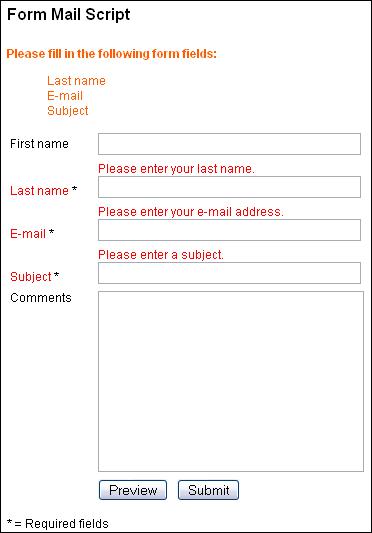 Form Mail Script
Please fill in the following form fields:
Last name
E-mail
Subject
First name
Please enter your last name.
Last name *
Please enter your e-mail address.
E-mail *
Please enter a subject.
Subject *
Comments
Preview Submit
* = Required fields